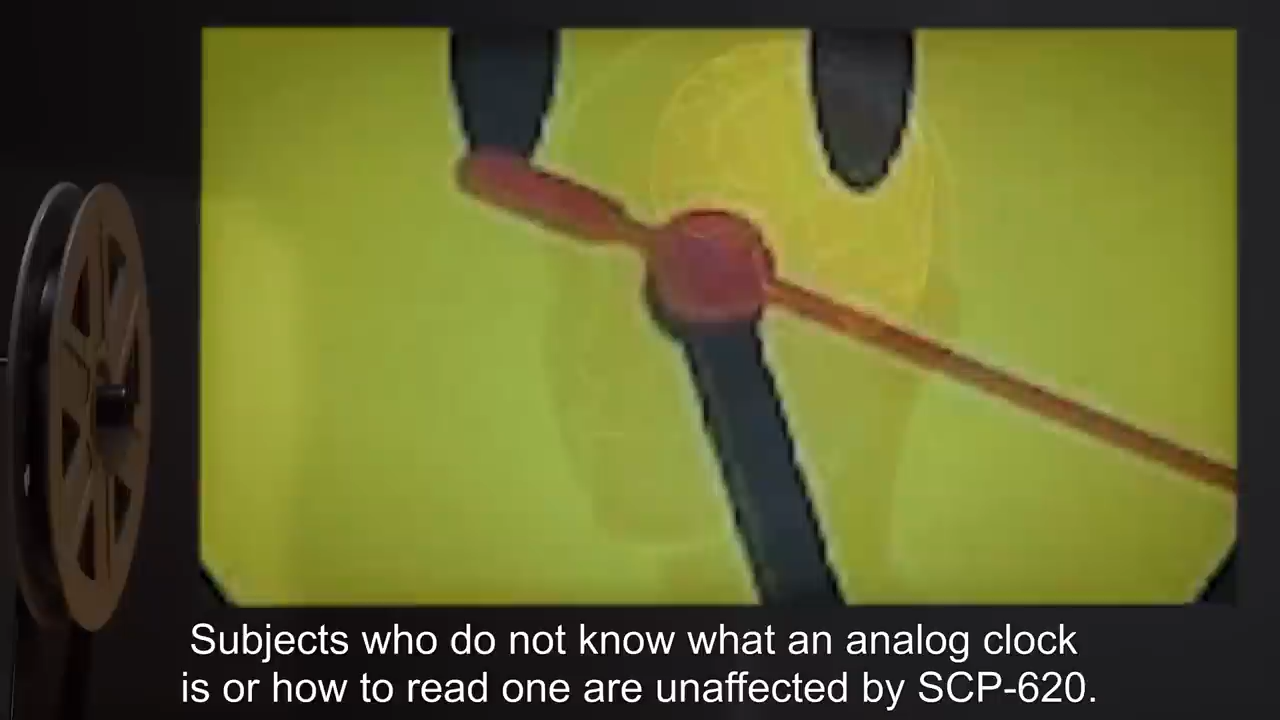 Subjects who do not know what an analog clock
is or how to read one are unaffected by SCP-620.